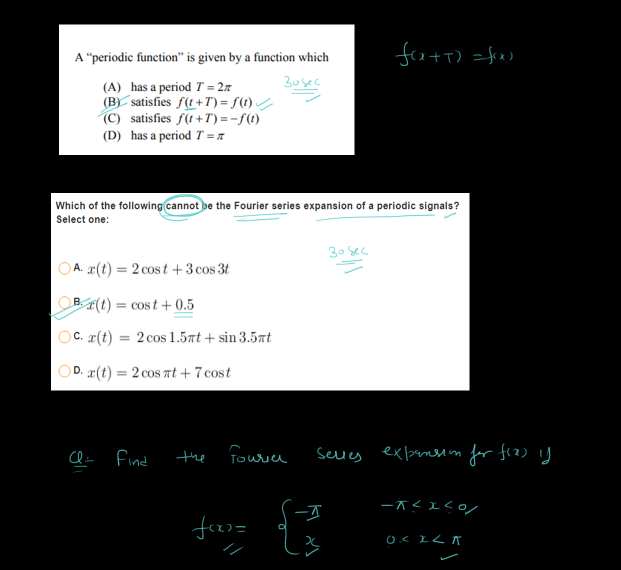 A “periodic function” is given by a function which
f(x+T) = f(x)
30 sec
(A) has a period T = 2π
(B) satisfies f(t + T) = f(t)
(C) satisfies f(t + T) = −f(t)
(D) has a period T = π
Which of the following cannot be the Fourier series expansion of a periodic signals?
Select one:
30 sec
A. x(t) = 2 cos t + 3 cos 3t
B. x(t) = cos t + 0.5
C. x(t) = 2 cos 1.5πt + sin 3.5πt
D. x(t) = 2 cos πt + 7 cos t
Q:- Find the Fourier Series expansion for f(x) if
f(x) = { -π -π < x < 0
x 0 < x < π